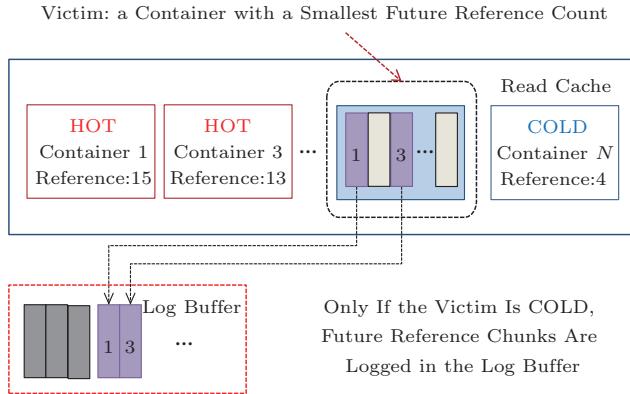 Victim: a Container with a Smallest Future Reference Count
Read Cache
HOT
Container 1
Reference:15
HOT
Container 3
Reference:13
...
1
3
...
COLD
Container N
Reference:4
Log Buffer
1
3
...
Only If the Victim Is COLD,
Future Reference Chunks Are
Logged in the Log Buffer